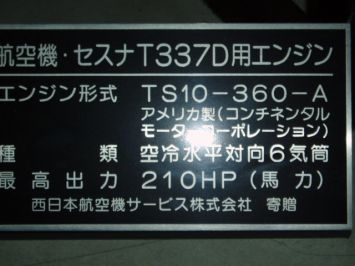 航空機・セスナT337D用エンジン
エンジン形式 TS10-360-A
アメリカ製(コンチネンタル
モーターコーポレーション)
種類 空冷水平対向6気筒
最高出力 210HP(馬力)
西日本航空機サービス株式会社 寄贈